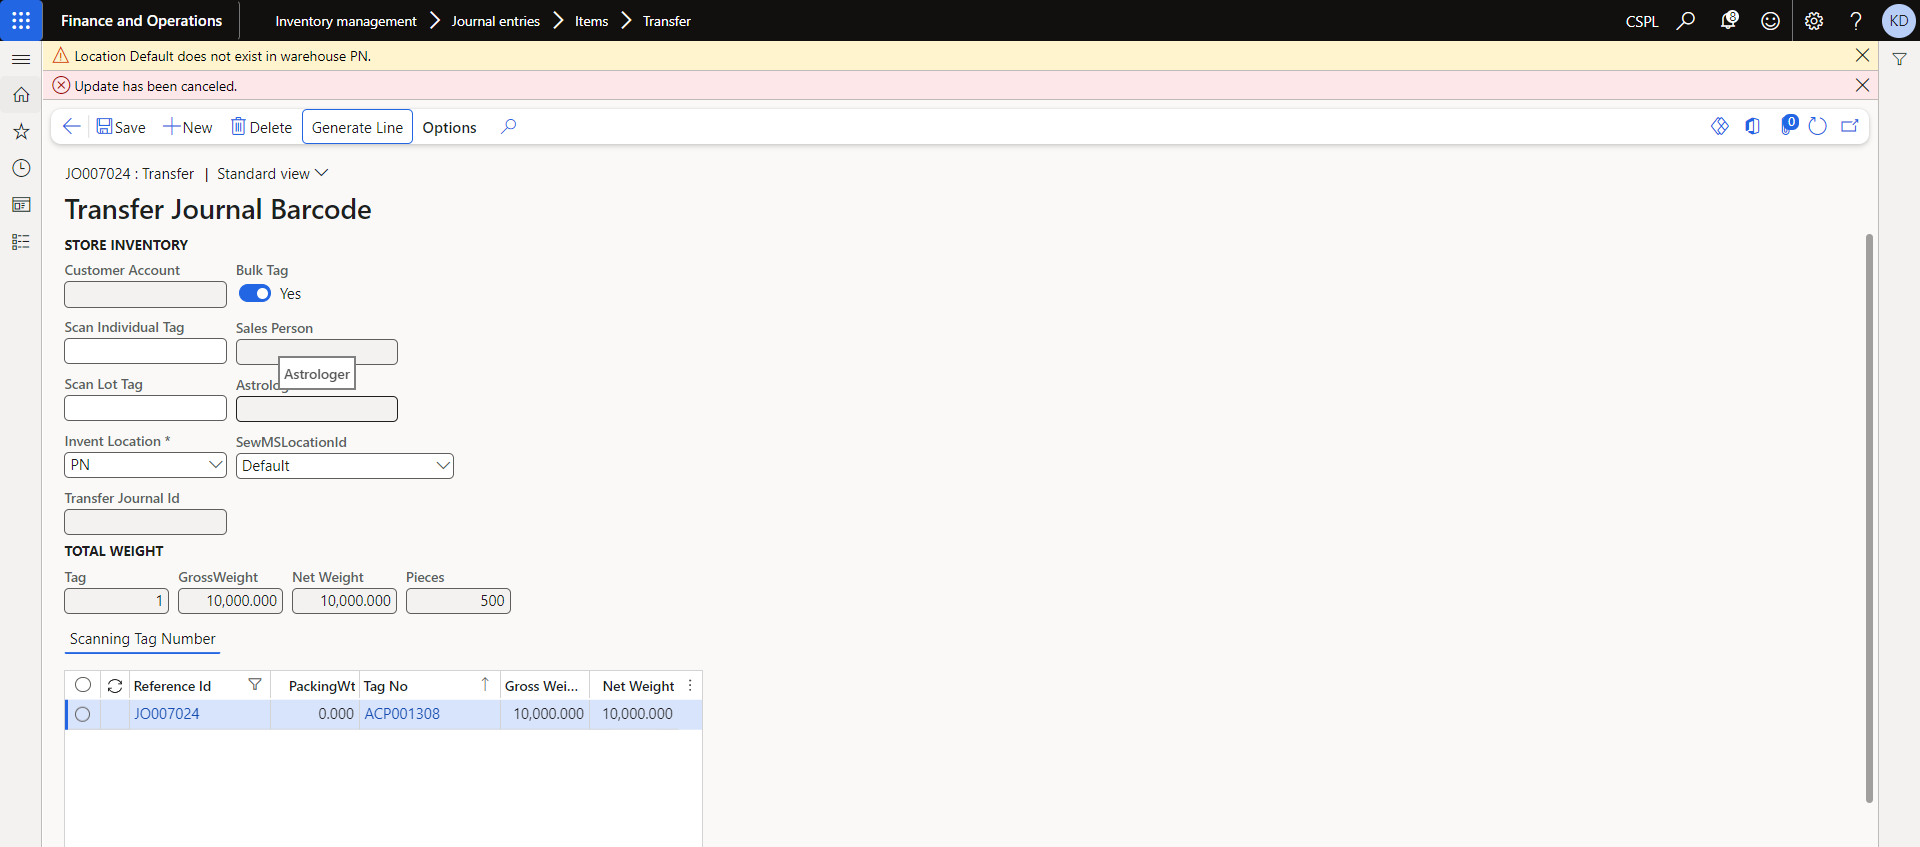 Finance and Operations Inventory management Journal entries Items Transfer CSPL 8 ? KD
Location Default does not exist in warehouse PN.
Update has been canceled.
Save New Delete Generate Line Options 0
JO007024 : Transfer | Standard view
Transfer Journal Barcode
STORE INVENTORY
Customer Account Bulk Tag
Yes
Scan Individual Tag Sales Person
Astrologer
Scan Lot Tag
Invent Location * SewMSLocationId
PN Default
Transfer Journal Id
TOTAL WEIGHT
Tag GrossWeight Net Weight Pieces
1 10,000.000 10,000.000 500
Scanning Tag Number
Reference Id PackingWt Tag No Gross Wei... Net Weight
JO007024 0.000 ACP001308 10,000.000 10,000.000